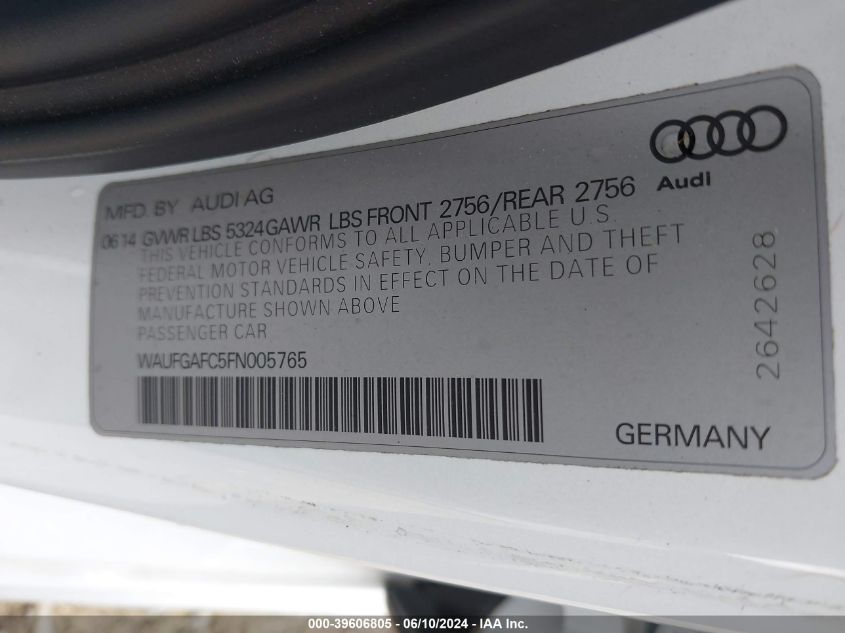 Audi
MFD. BY AUDI AG
0614 GVWR LBS 5324 GAWR LBS FRONT 2756/REAR 2756
THIS VEHICLE CONFORMS TO ALL APPLICABLE U.S.
FEDERAL MOTOR VEHICLE SAFETY, BUMPER AND THEFT
PREVENTION STANDARDS IN EFFECT ON THE DATE OF
MANUFACTURE SHOWN ABOVE
PASSENGER CAR
WAUFGAFC5FN005765
GERMANY
2642628
000-39606805 - 06/10/2024 - IAA Inc.